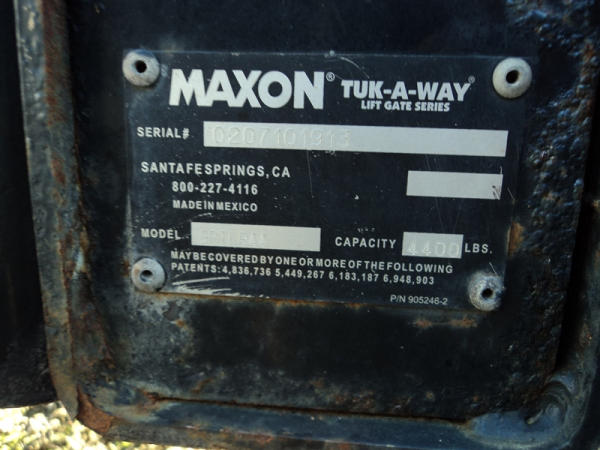 MAXON® TUK-A-WAY®
LIFT GATE SERIES
SERIAL# 0207101913
SANTA FE SPRINGS, CA
800-227-4116
MADE IN MEXICO
MODEL CAPACITY 4400 LBS.
MAY BE COVERED BY ONE OR MORE OF THE FOLLOWING
PATENTS: 4,836,736 5,449,267 6,183,187 6,948,903
P/N 905246-2